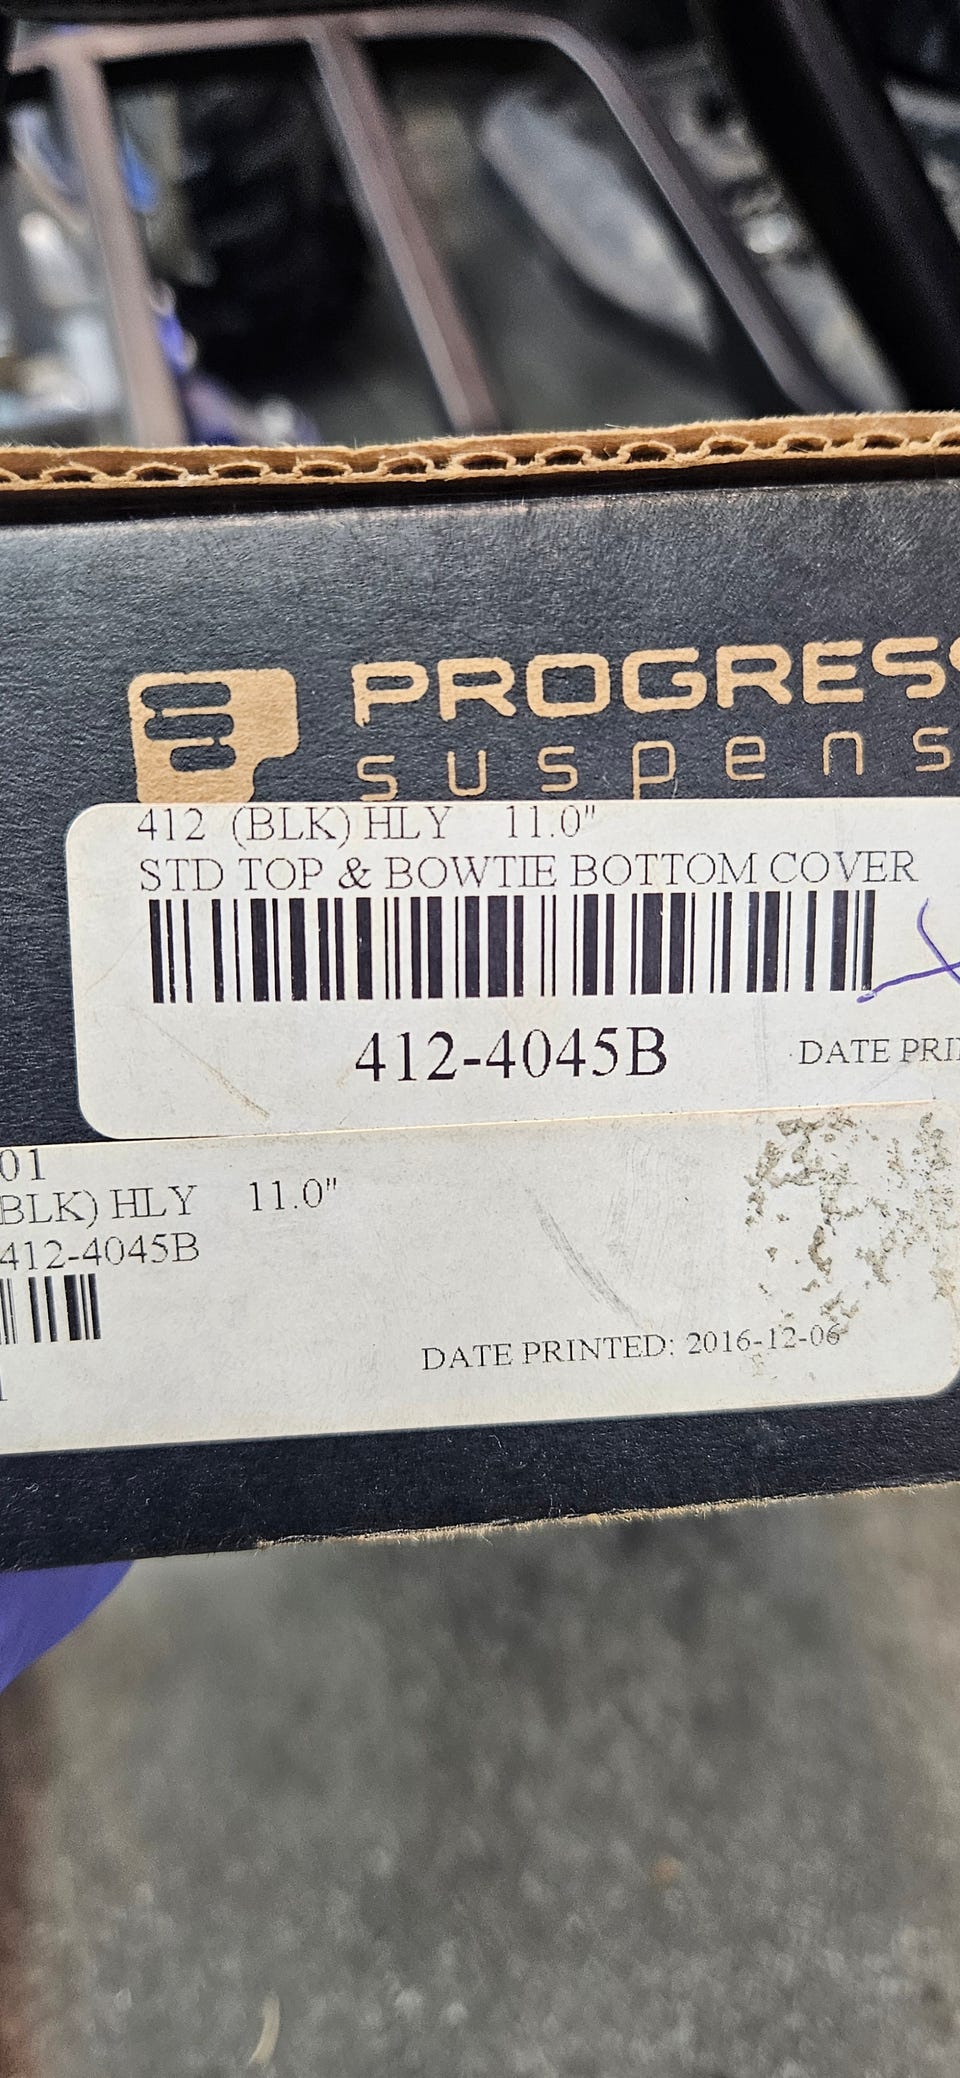 PROGRESS
suspens
412 (BLK) HLY 11.0"
STD TOP & BOWTIE BOTTOM COVER
412-4045B
DATE PRI
01
BLK) HLY 11.0"
412-4045B
DATE PRINTED: 2016-12-06